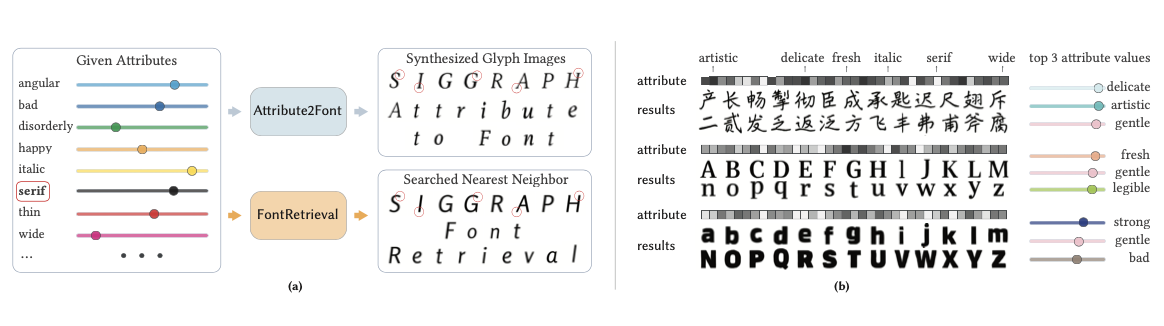 Given Attributes
angular
bad
disorderly
happy
italic
serif
thin
wide
...
Attribute2Font
FontRetrieval
Synthesized Glyph Images
S I G G R A P H
A t t r i b u t e
t o F o n t
Searched Nearest Neighbor
S I G G R A P H
F o n t
R e t r i e v a l
(a)
artistic delicate fresh italic serif wide
attribute
results
产 长 畅 掣 彻 臣 成 承 匙 迟 尺 翅 斥
二 贰 发 乏 返 泛 方 飞 丰 弗 甫 斧 腐
attribute
results
A B C D E F G H I J K L M
n o p q r s t u v w x y z
attribute
results
a b c d e f g h i j k l m
N O P Q R S T U V W X Y Z
(b)
top 3 attribute values
delicate
artistic
gentle
fresh
gentle
legible
strong
gentle
bad